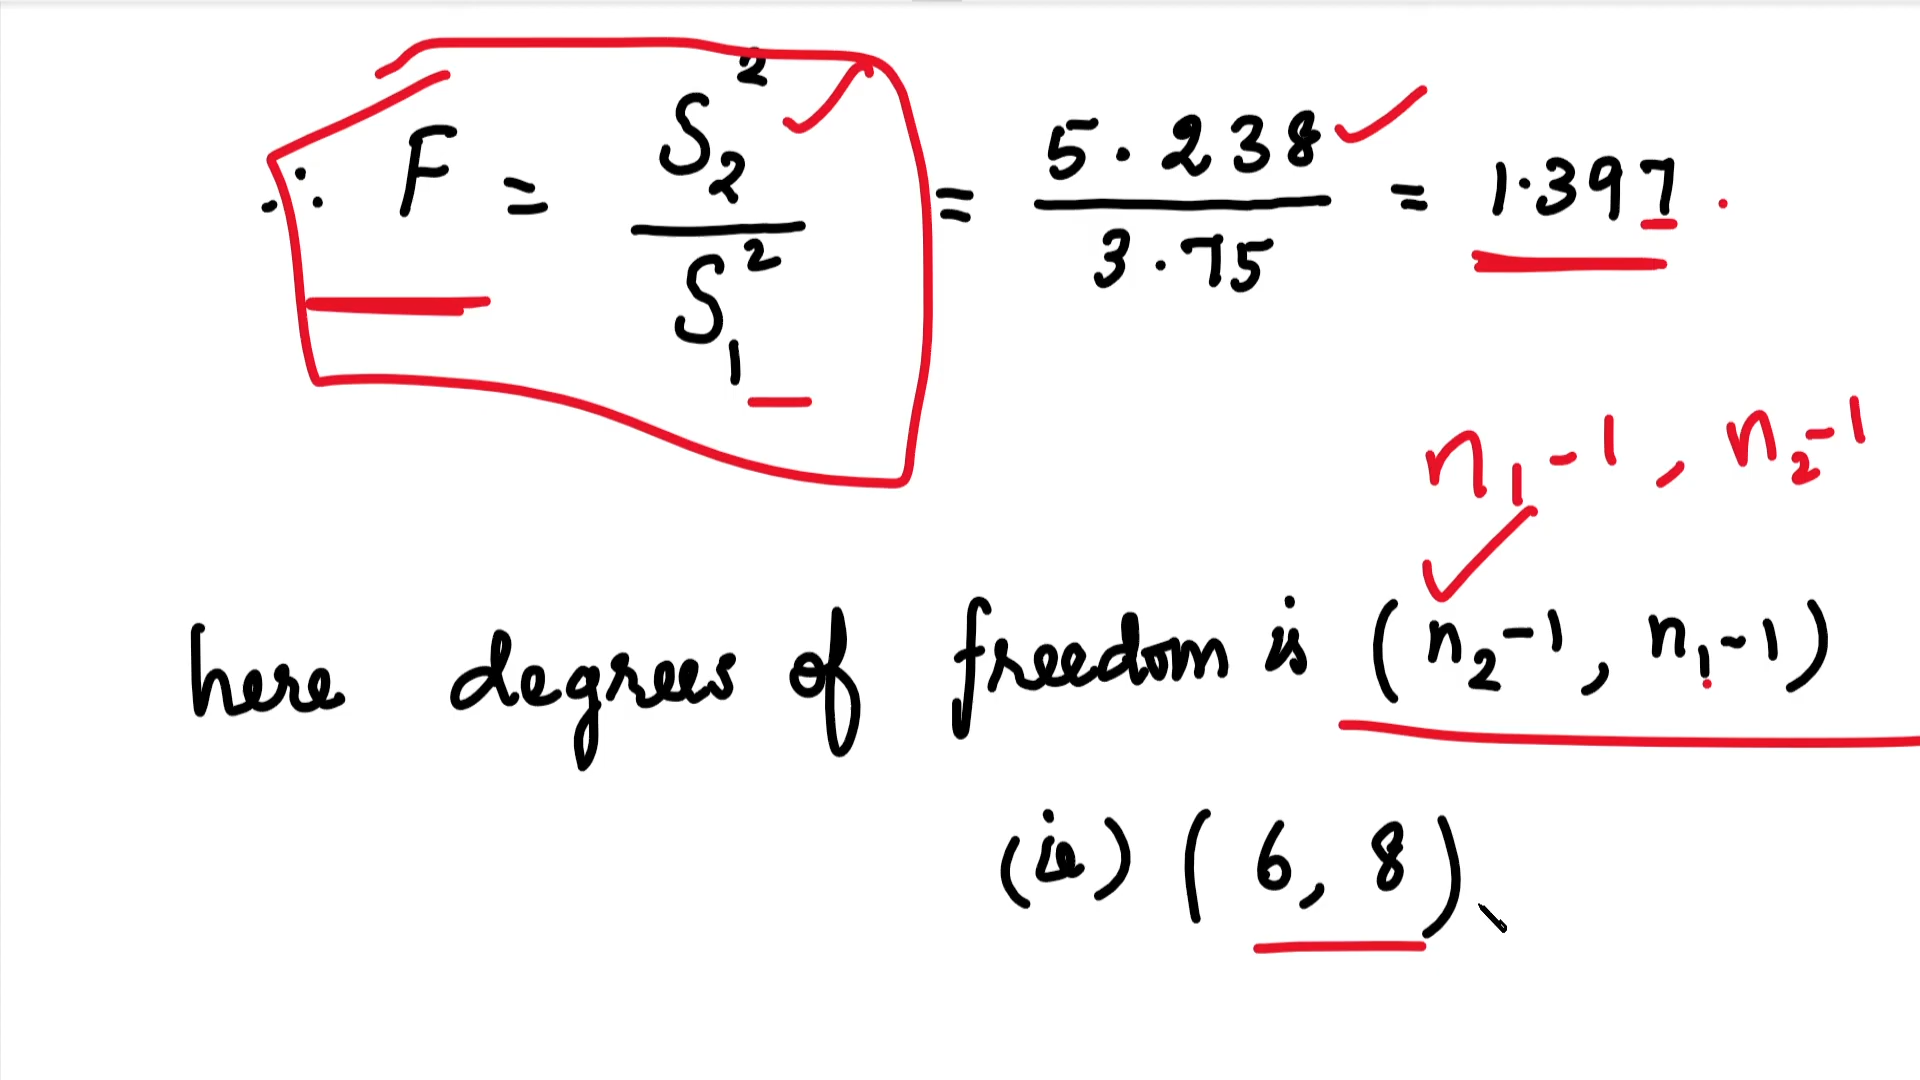 ∴ F = S₂² / S₁² = 5.238 / 3.75 = 1.397.
n₁-1, n₂-1
here degrees of freedom is (n₂-1, n₁-1)
(ie) (6, 8)